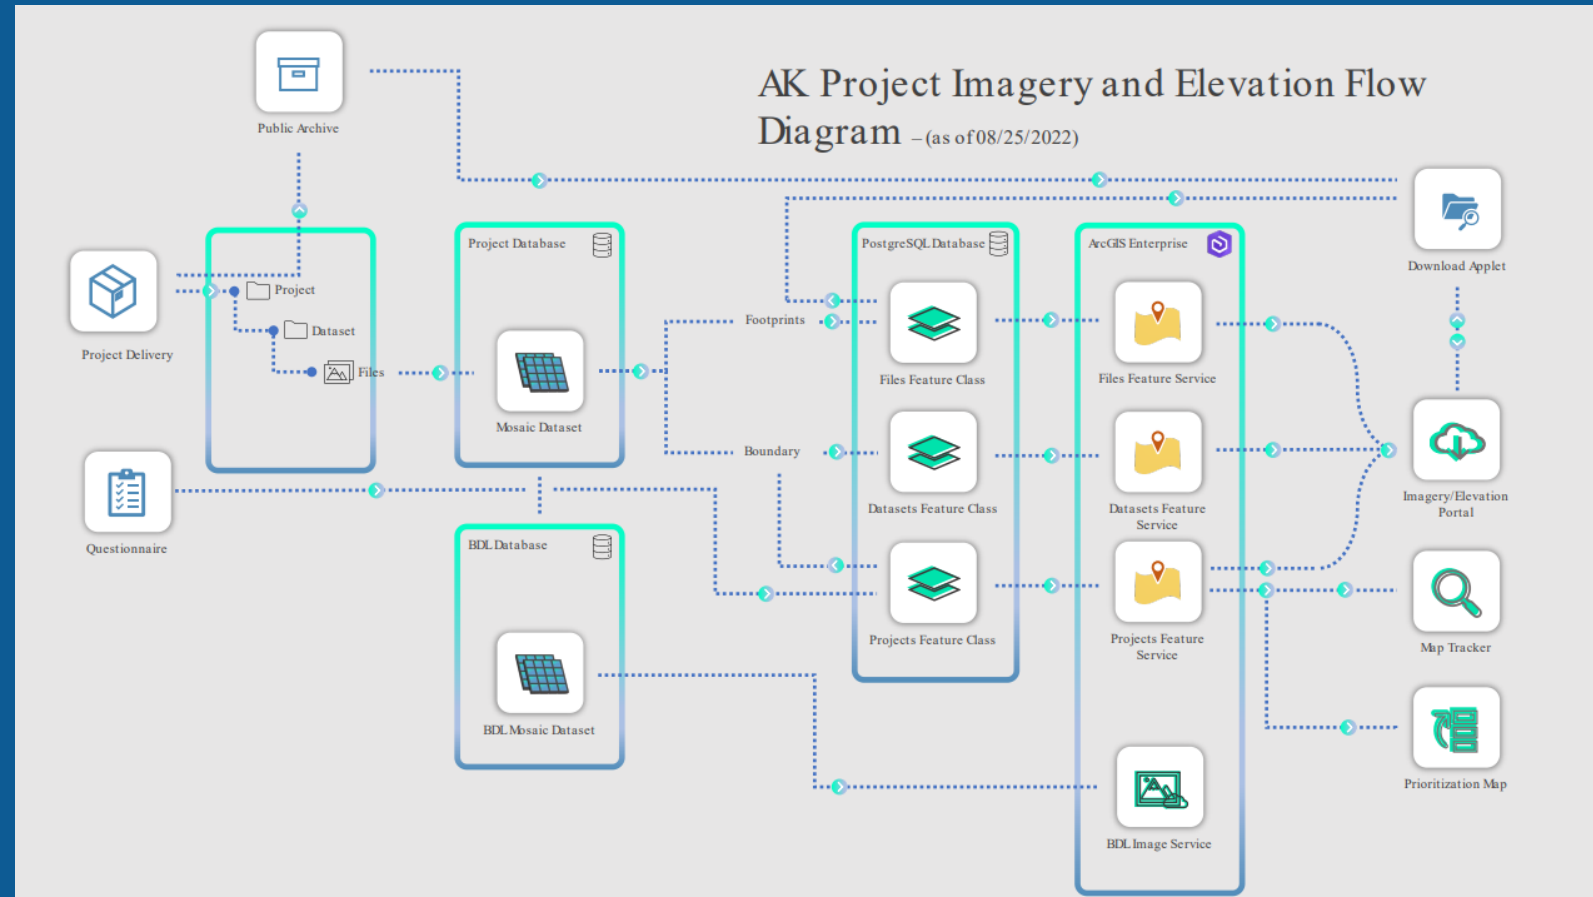 AK Project Imagery and Elevation Flow
Diagram – (as of 08/25/2022)
Public Archive
Project Delivery
Project
Dataset
Files
Questionnaire
Project Database
Mosaic Dataset
BDL Database
BDL Mosaic Dataset
Footprints
Boundary
PostgreSQL Database
Files Feature Class
Datasets Feature Class
Projects Feature Class
ArcGIS Enterprise
Files Feature Service
Datasets Feature
Service
Projects Feature
Service
BDL Image Service
Download Applet
Imagery/Elevation
Portal
Map Tracker
Prioritization Map